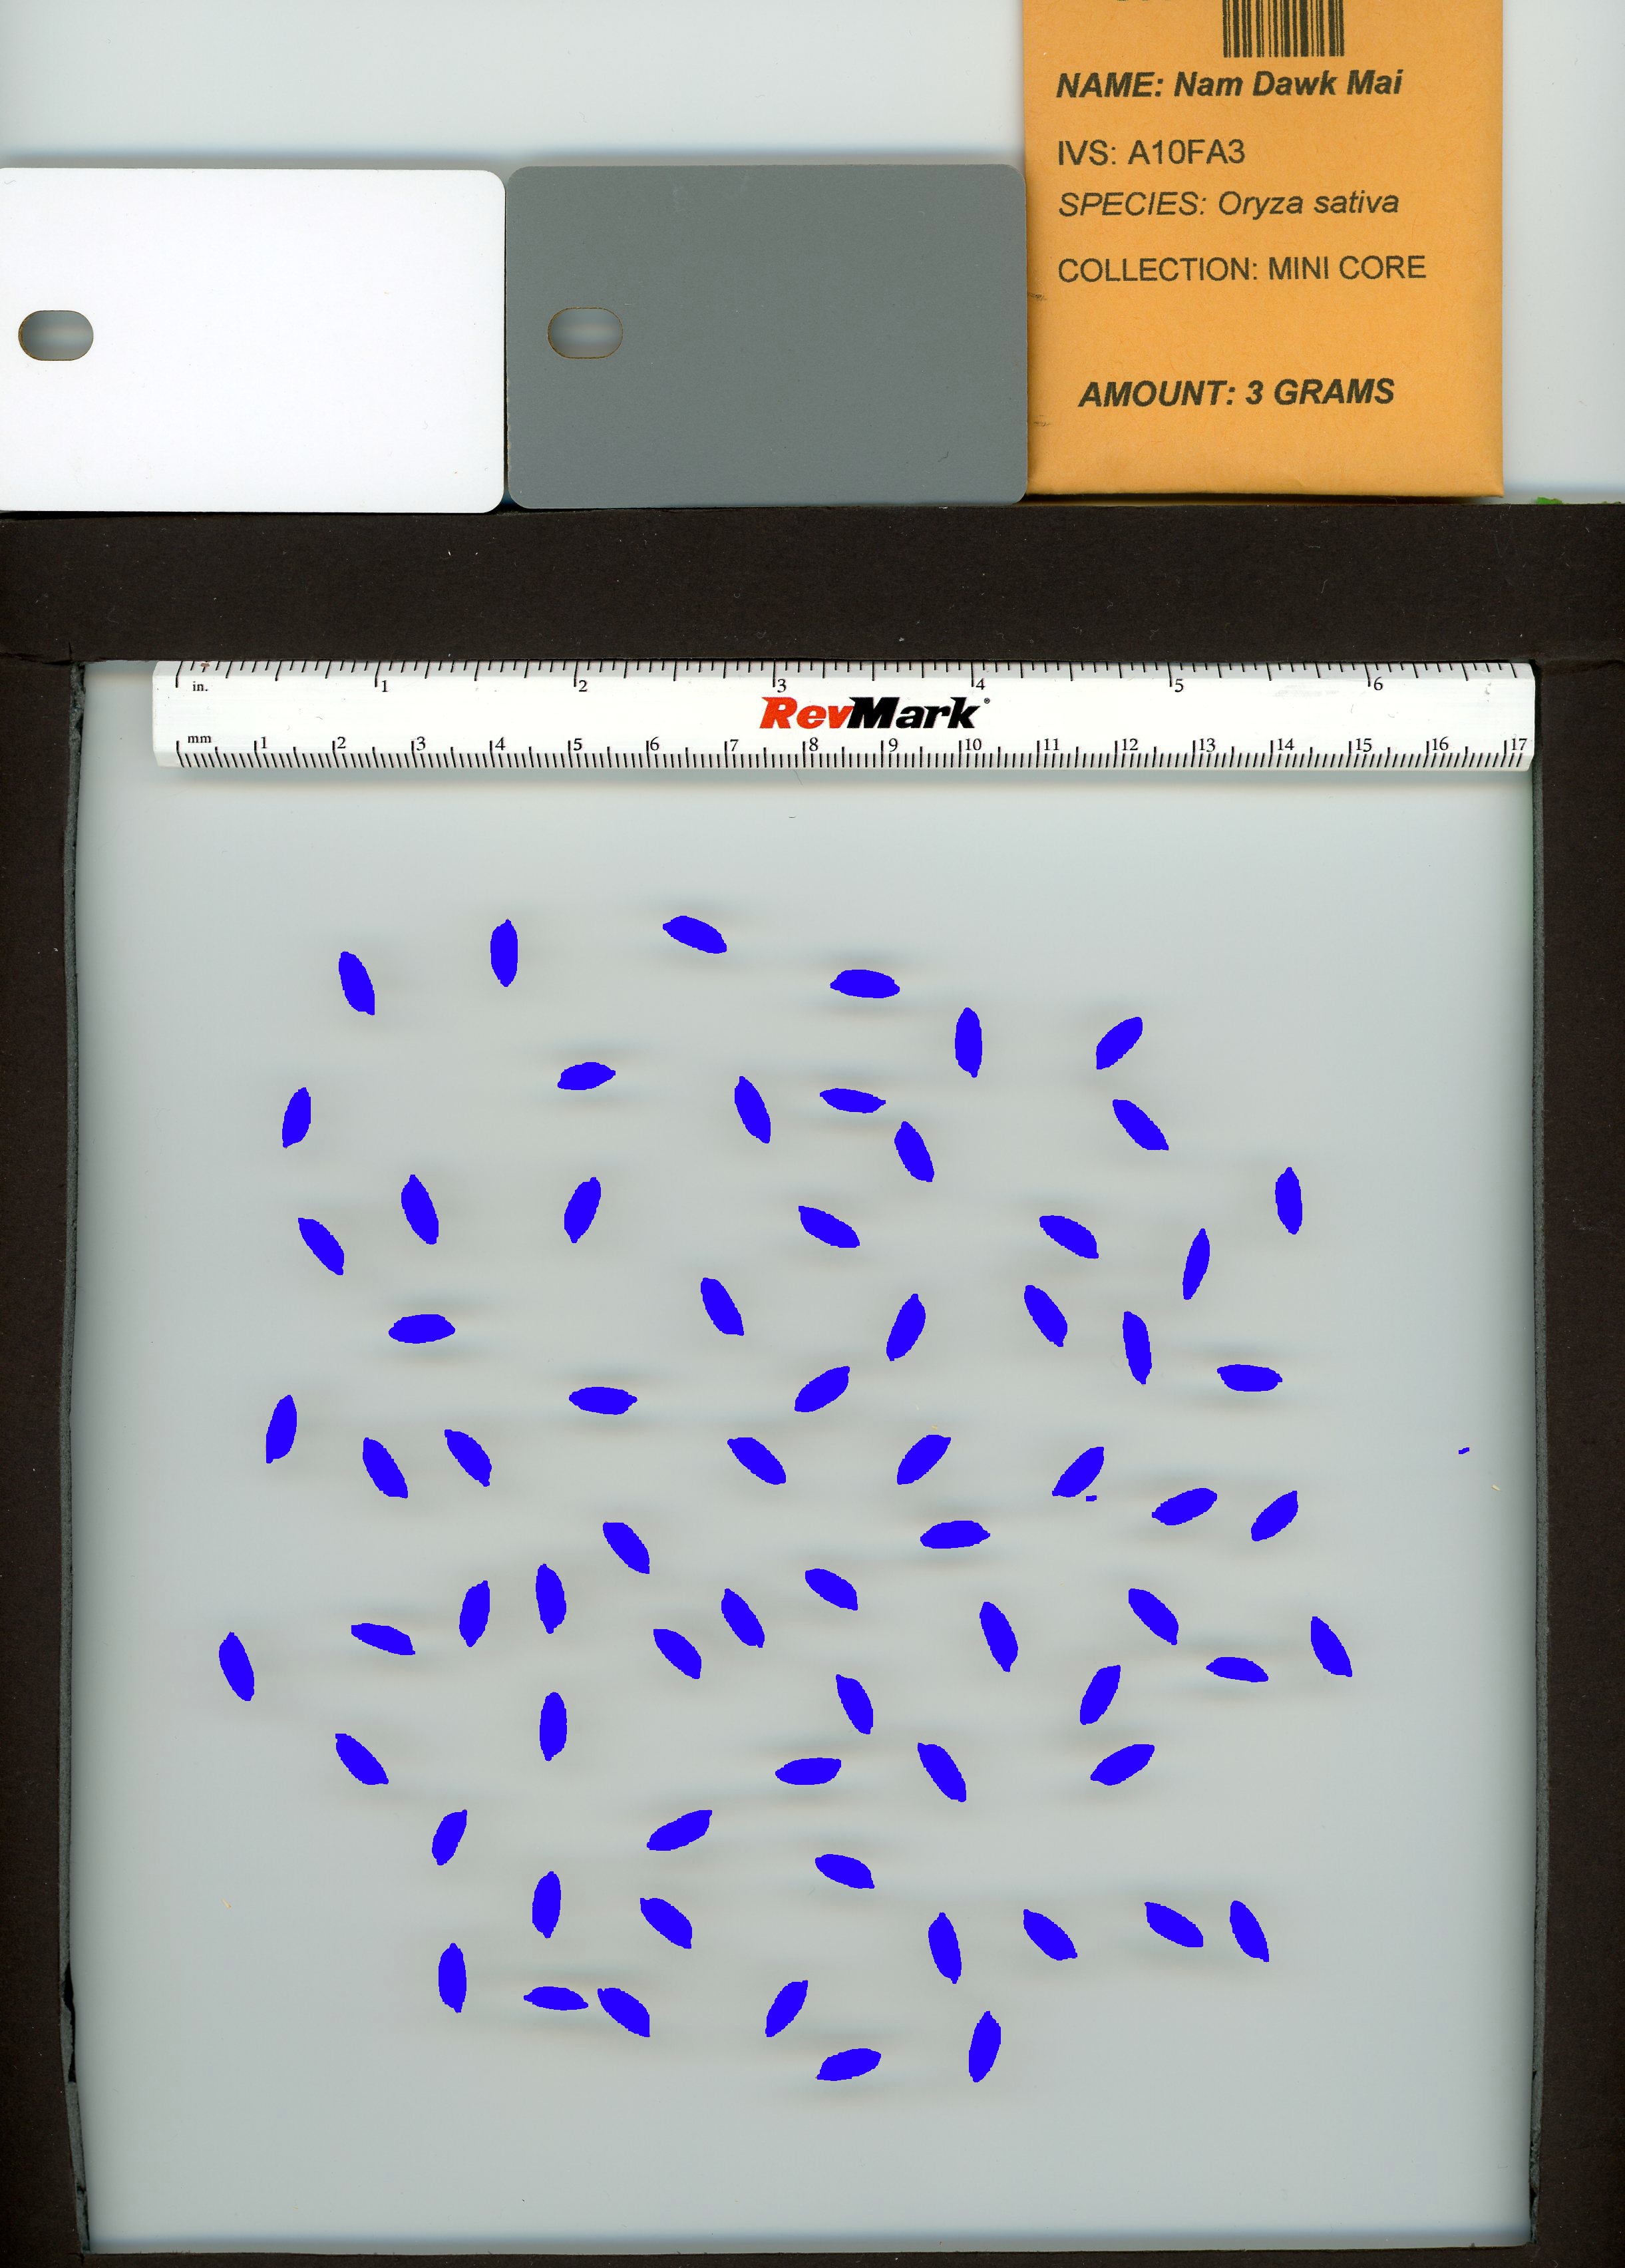 NAME: Nam Dawk Mai
IVS: A10FA3
SPECIES: Oryza sativa
COLLECTION: MINI CORE
AMOUNT: 3 GRAMS
in. 1 2 3 4 5 6
RevMark
mm 1 2 3 4 5 6 7 8 9 10 11 12 13 14 15 16 17